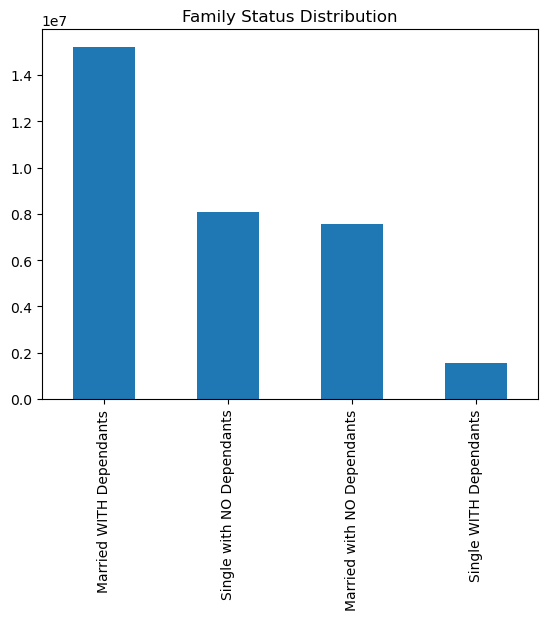 Family Status Distribution
1e7
1.4
1.2
1.0
0.8
0.6
0.4
0.2
0.0
Married WITH Dependants
Single with NO Dependants
Married with NO Dependants
Single WITH Dependants